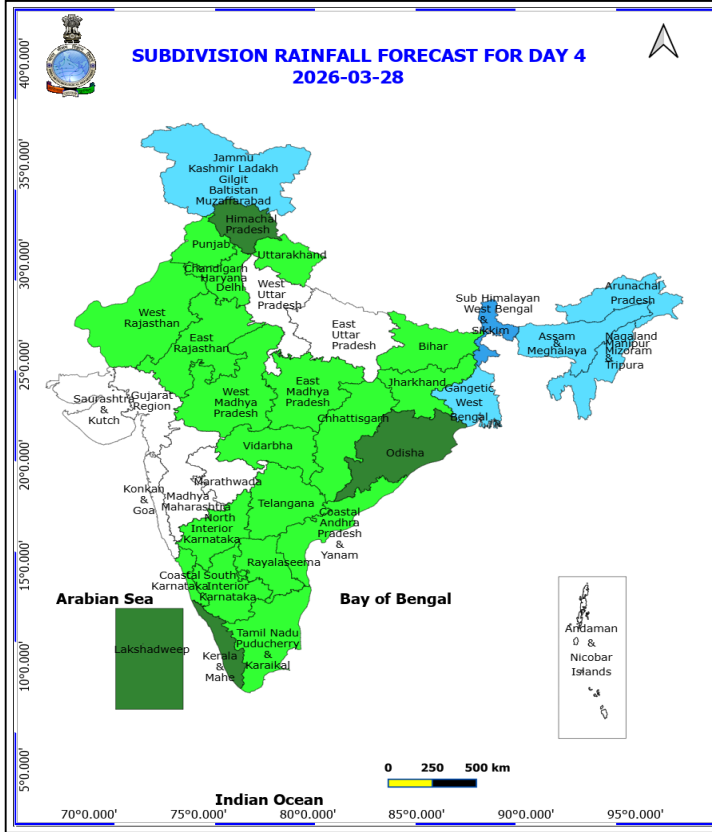 SUBDIVISION RAINFALL FORECAST FOR DAY 4
2026-03-28
40°0.000'
35°0.000'
30°0.000'
25°0.000'
20°0.000'
15°0.000'
10°0.000'
5°0.000'
Jammu
Kashmir Ladakh
Gilgit
Baltistan
Muzaffarabad
Himachal
Pradesh
Punjab
Uttarakhand
Chandigarh
Haryana
Delhi
West
Uttar
Pradesh
West
Rajasthan
East
Rajasthan
East
Uttar
Pradesh
Sub Himalayan
West Bengal
&
Sikkim
Arunachal
Pradesh
Assam
&
Meghalaya
Nagaland
Manipur
Mizoram
&
Tripura
Bihar
Jharkhand
Gangetic
West
Bengal
Saurashtra
&
Kutch
Gujarat
Region
West
Madhya
Pradesh
East
Madhya
Pradesh
Chhattisgarh
Odisha
Vidarbha
Konkan
&
Goa
Madhya
Maharashtra
Marathwada
Telangana
North
Interior
Karnataka
Coastal
Andhra
Pradesh
&
Yanam
Rayalaseema
Coastal
Karnataka
South
Interior
Karnataka
Arabian Sea
Bay of Bengal
Lakshadweep
Kerala
&
Mahe
Tamil Nadu
Puducherry
&
Karaikal
Andaman
&
Nicobar
Islands
0 250 500 km
Indian Ocean
70°0.000' 75°0.000' 80°0.000' 85°0.000' 90°0.000' 95°0.000'